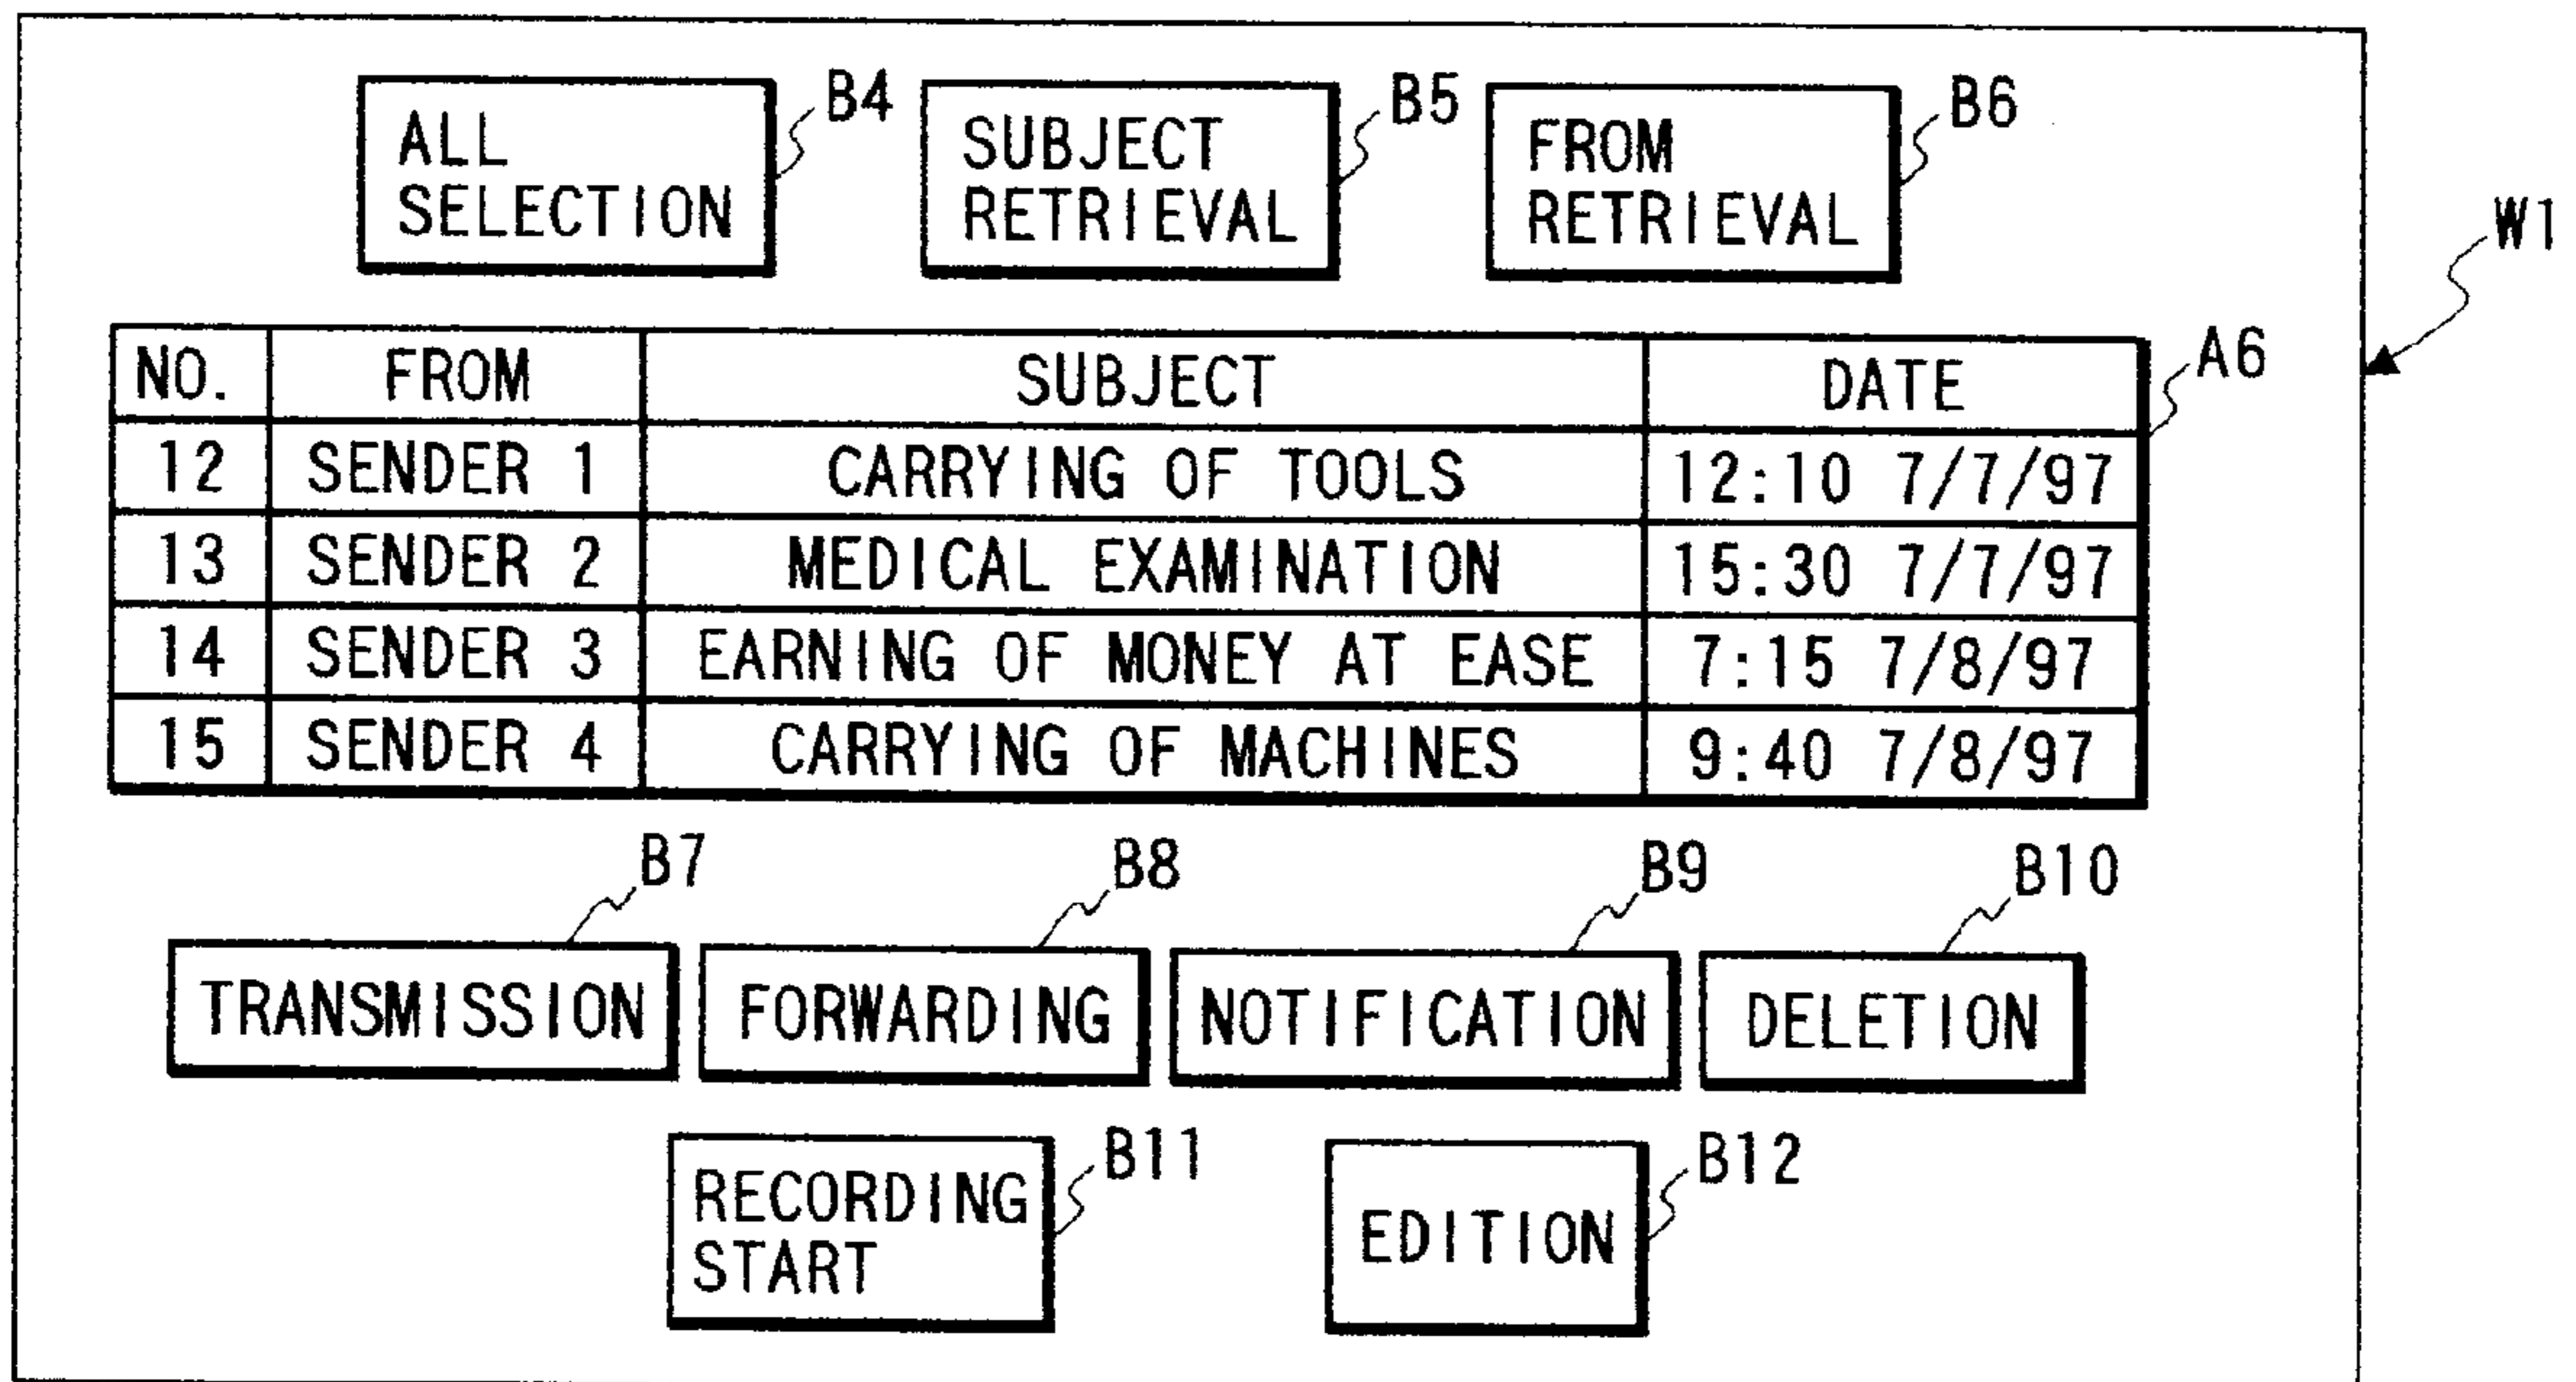 B4
B5
B6
ALL
SELECTION
SUBJECT
RETRIEVAL
FROM
RETRIEVAL
W1
A6
NO. FROM SUBJECT DATE
12 SENDER 1 CARRYING OF TOOLS 12:10 7/7/97
13 SENDER 2 MEDICAL EXAMINATION 15:30 7/7/97
14 SENDER 3 EARNING OF MONEY AT EASE 7:15 7/8/97
15 SENDER 4 CARRYING OF MACHINES 9:40 7/8/97
B7 B8 B9 B10
TRANSMISSION FORWARDING NOTIFICATION DELETION
B11
B12
RECORDING
START
EDITION